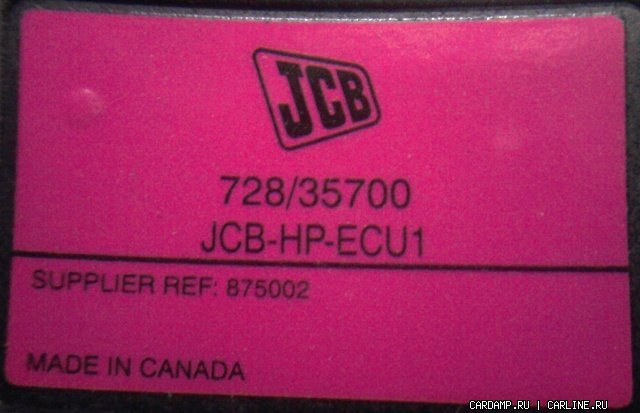 JCB
728/35700
JCB-HP-ECU1
SUPPLIER REF: 875002
MADE IN CANADA
CARDAMP.RU | CARLINE.RU